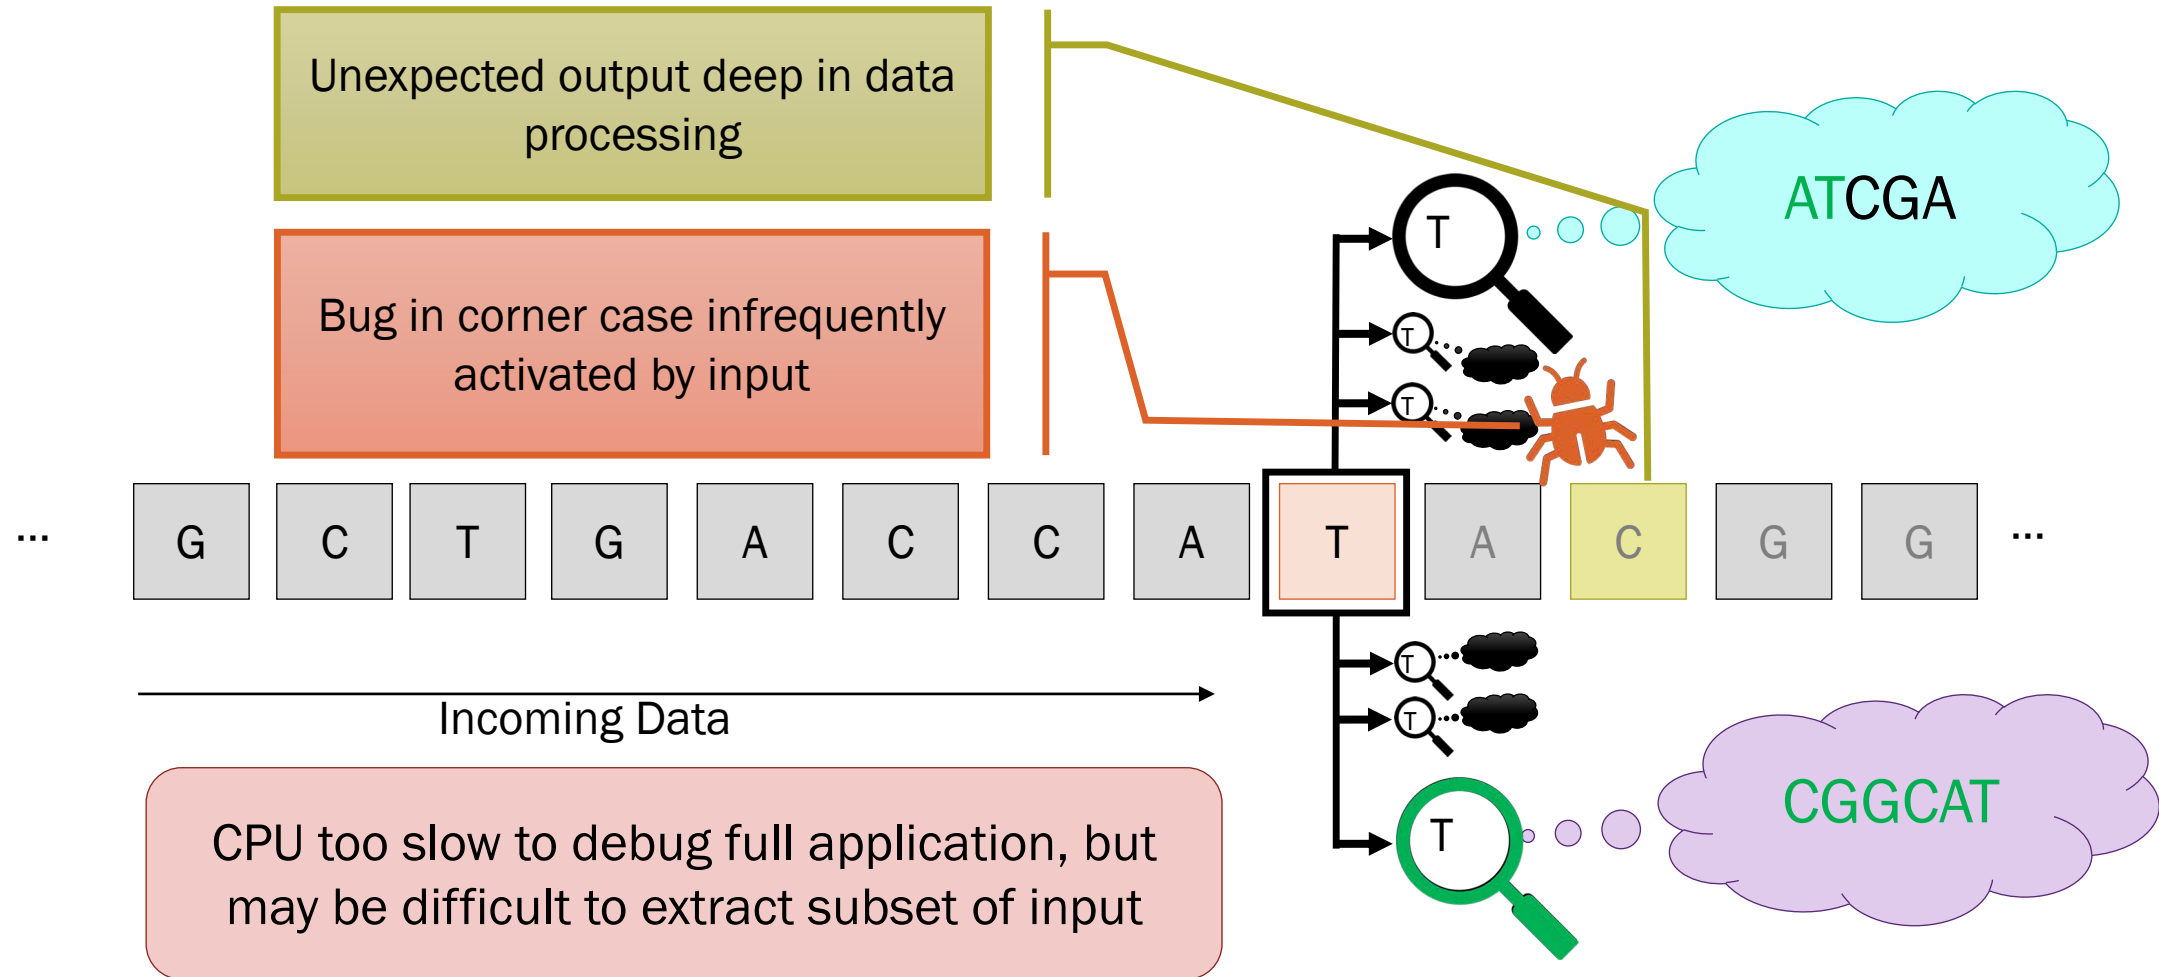 Unexpected output deep in data
processing
ATCGA
T
Bug in corner case infrequently
activated by input
T
T
... G C T G A C C A T A C G G ...
T
Incoming Data
T
CGGCAT
T
CPU too slow to debug full application, but
may be difficult to extract subset of input